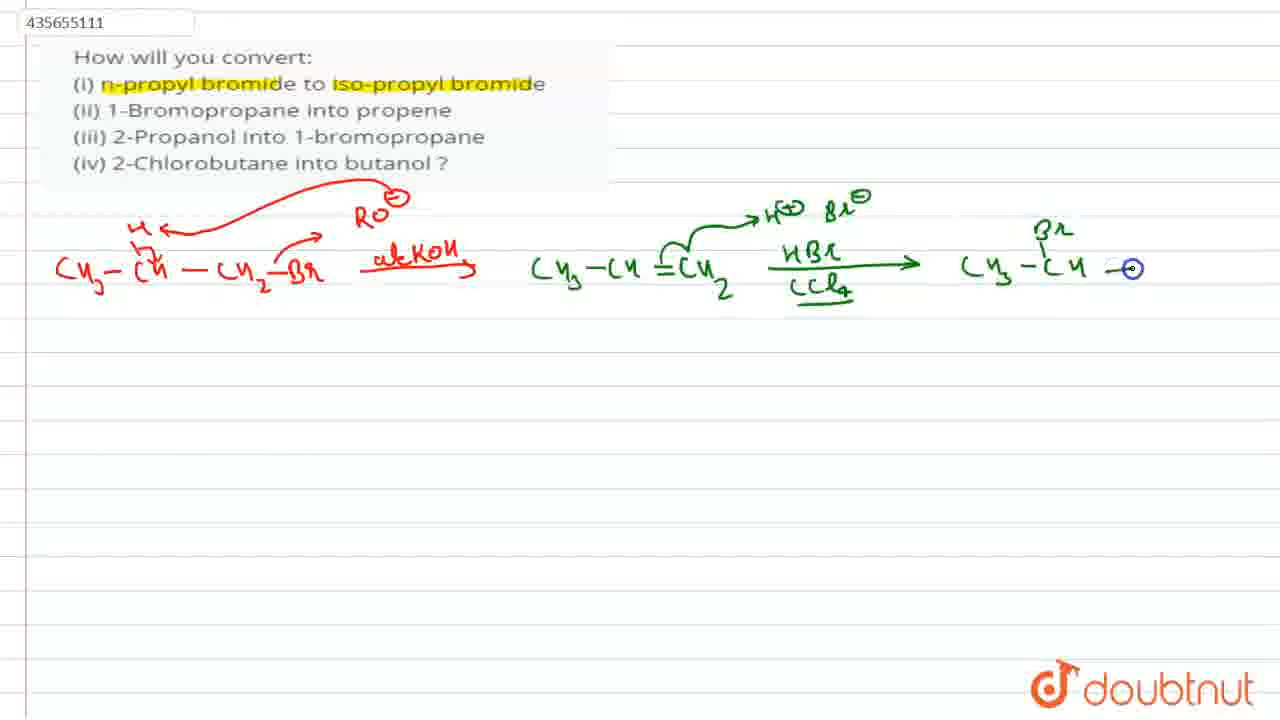 435655111
How will you convert:
(i) n-propyl bromide to iso-propyl bromide
(ii) 1-Bromopropane into propene
(iii) 2-Propanol into 1-bromopropane
(iv) 2-Chlorobutane into butanol ?
H RO⊖ H⊕ Br⊖ Br
CH3 – CH – CH2 – Br alcKOH CH3 – CH = CH2 HBr CH3 – CH –
CCl4
doubtnut